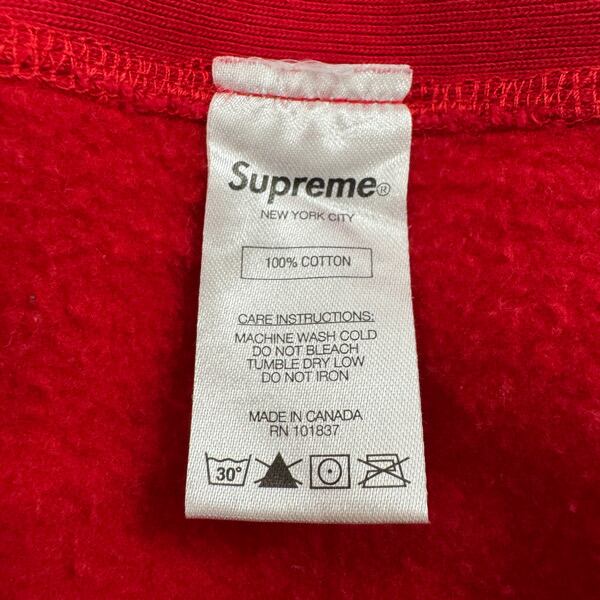 Supreme®
NEW YORK CITY
100% COTTON
CARE INSTRUCTIONS:
MACHINE WASH COLD
DO NOT BLEACH
TUMBLE DRY LOW
DO NOT IRON
MADE IN CANADA
RN 101837
30°